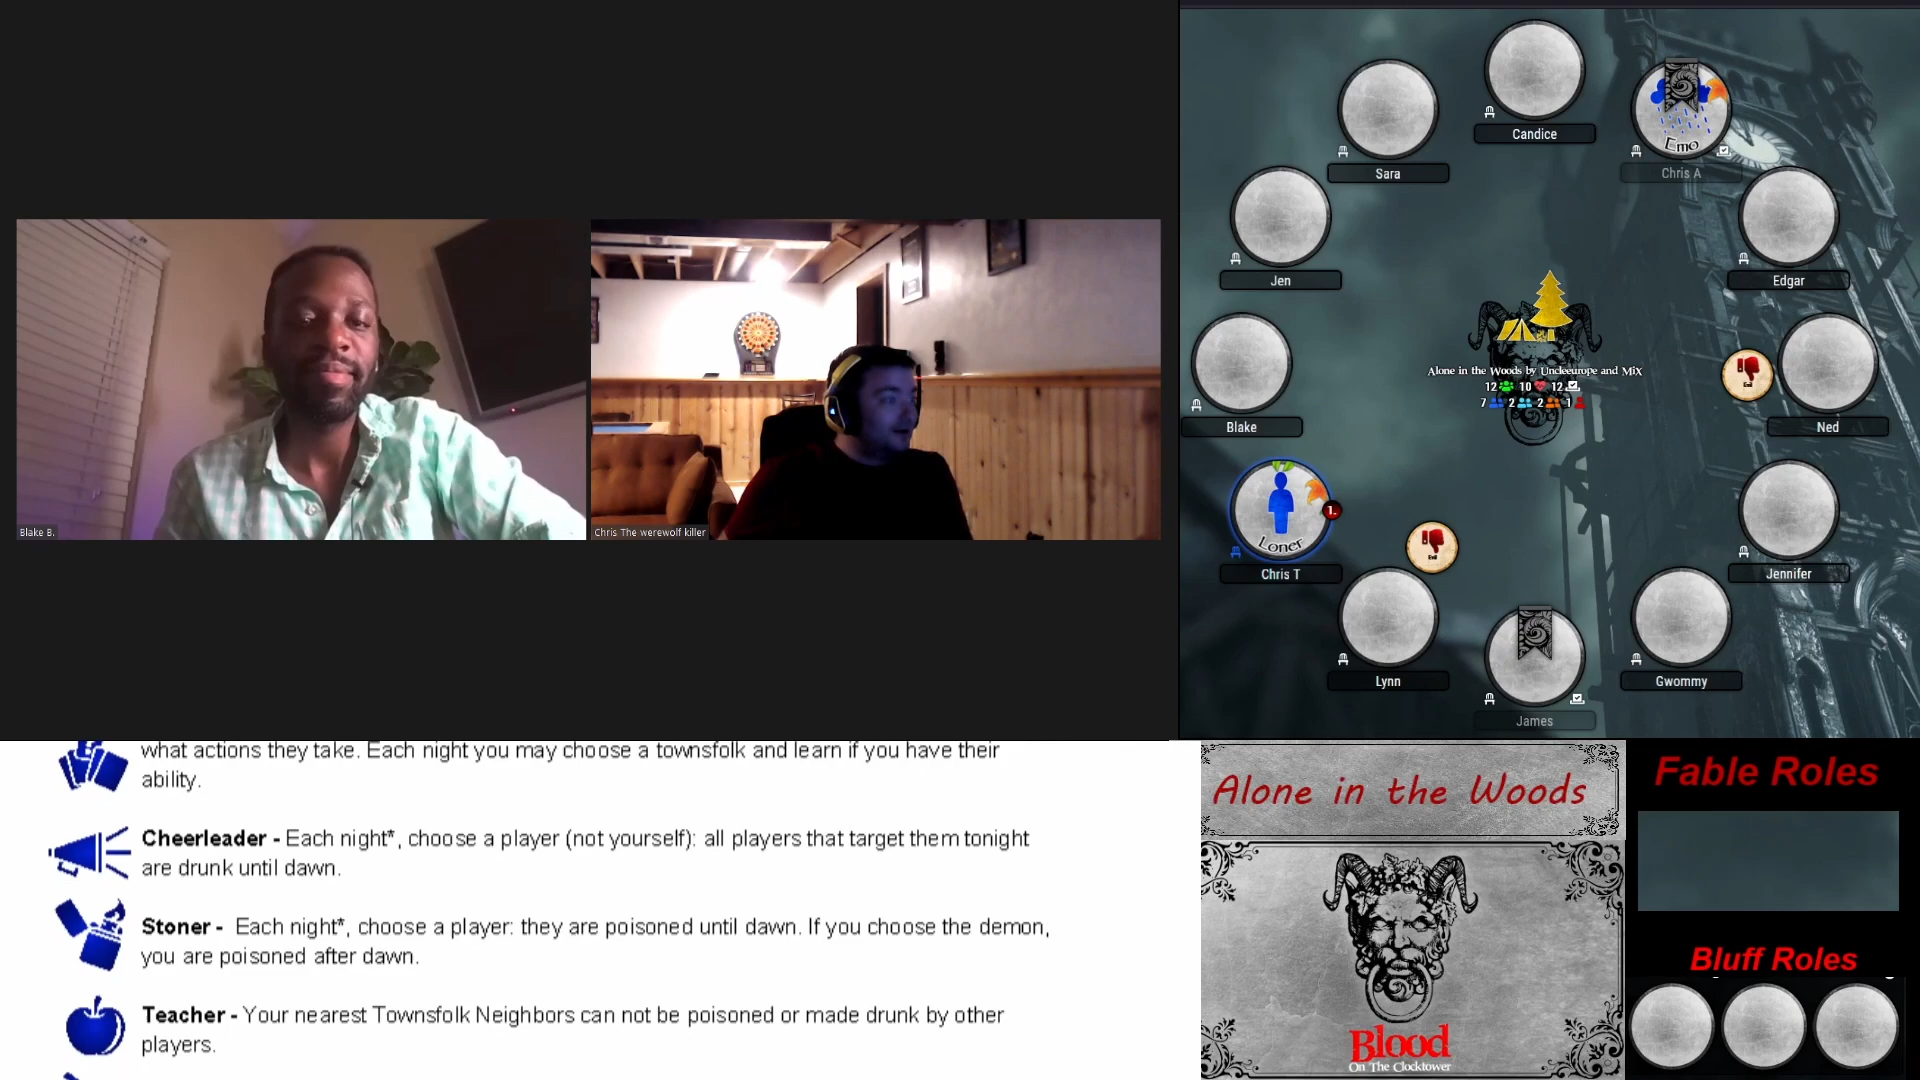 Candice
Sara
Emo
Chris A
Jen
Edgar
Alone in the Woods by Uncleeurope and MiX
12 10 12
7 2 2 1
Blake
Ned
Loner
1.
Chris T
Jennifer
Lynn
Gwommy
James
Blake B.
Chris The werewolf killer
what actions they take. Each night you may choose a townsfolk and learn if you have their
ability.
Cheerleader - Each night*, choose a player (not yourself): all players that target them tonight
are drunk until dawn.
Stoner - Each night*, choose a player: they are poisoned until dawn. If you choose the demon,
you are poisoned after dawn.
Teacher - Your nearest Townsfolk Neighbors can not be poisoned or made drunk by other
players.
Alone in the Woods
Blood
On The Clocktower
Fable Roles
Bluff Roles